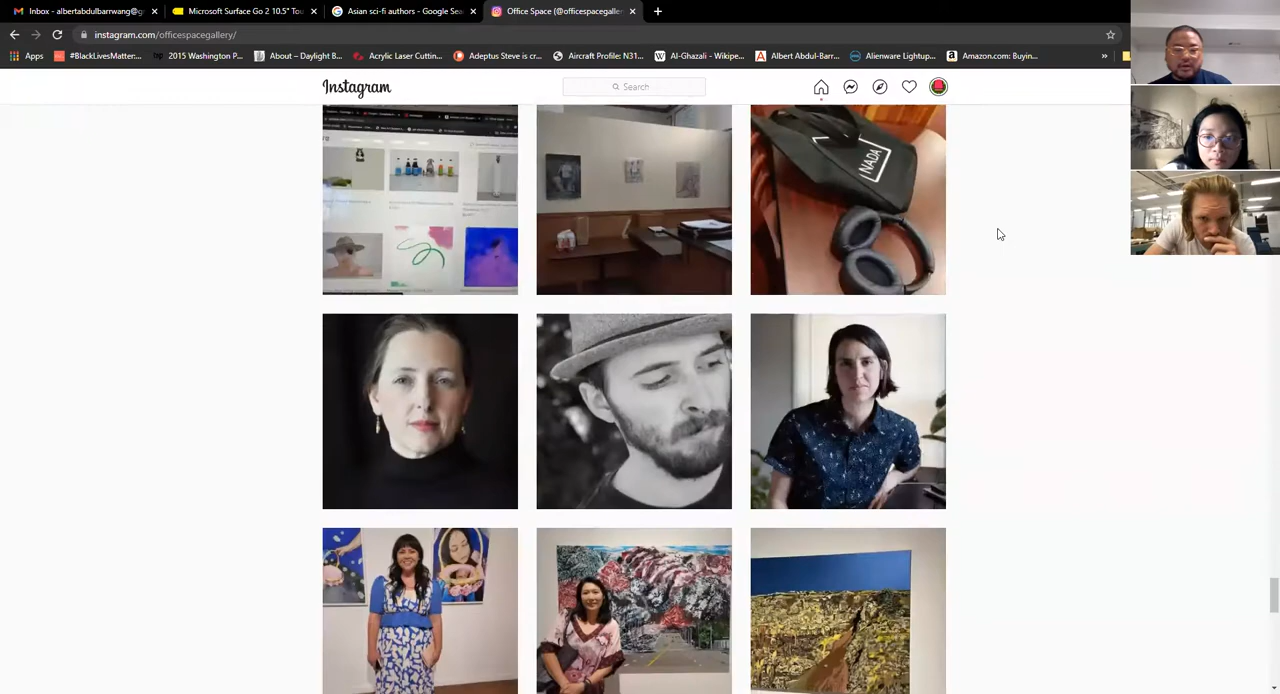 Inbox - albertabdulbarrwang@gr
Microsoft Surface Go 2 10.5" Tou
Asian sci-fi authors - Google Sea
Office Space (@officespacegaller
instagram.com/officespacegallery/
Apps
#BlackLivesMatter...
2015 Washington P...
About – Daylight B...
Acrylic Laser Cuttin...
Adeptus Steve is cr...
Aircraft Profile: N31...
Al-Ghazali - Wikipe...
Albert Abdul-Barr...
Alienware Lightup...
Amazon.com: Buyin...
Instagram
Search
NADA